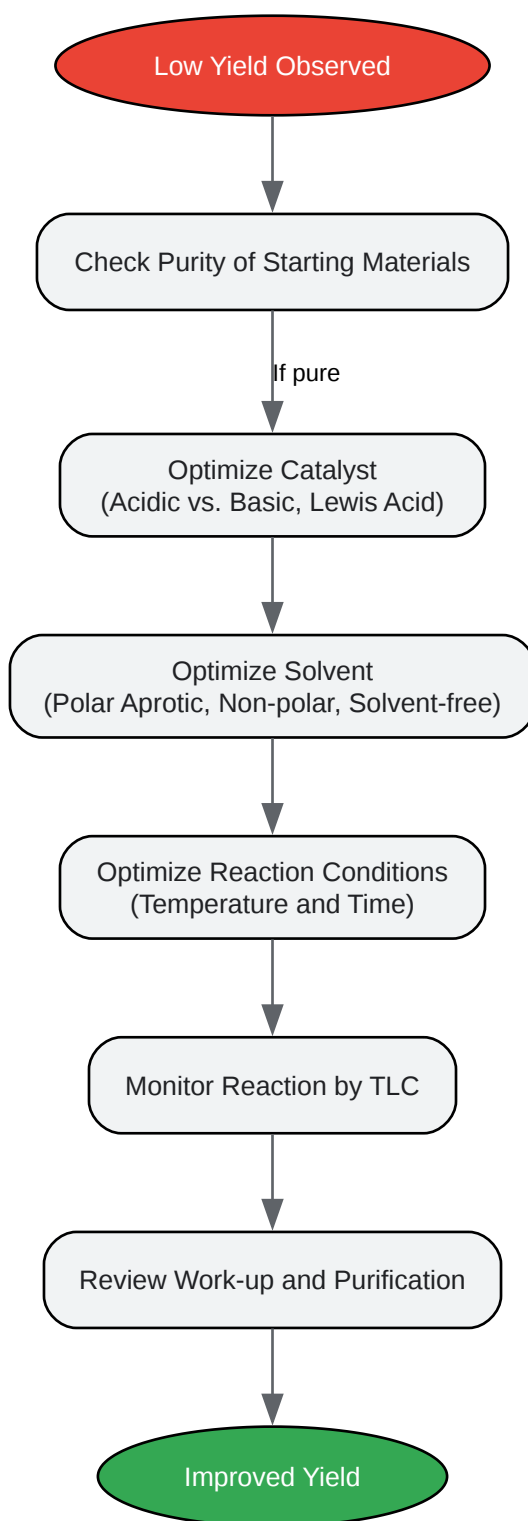 Low Yield Observed
Check Purity of Starting Materials
If pure
Optimize Catalyst
(Acidic vs. Basic, Lewis Acid)
Optimize Solvent
(Polar Aprotic, Non-polar, Solvent-free)
Optimize Reaction Conditions
(Temperature and Time)
Monitor Reaction by TLC
Review Work-up and Purification
Improved Yield